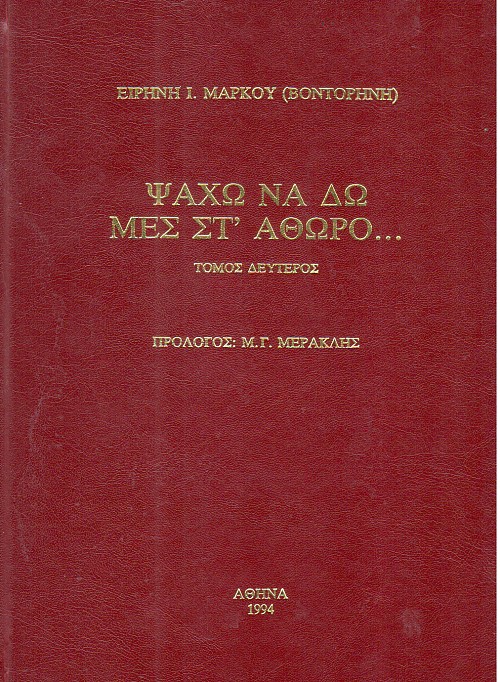 ΕΙΡΗΝΗ Ι. ΜΑΡΚΟΥ (ΒΟΝΤΟΡΗΝΗ)
ΨΑΧΩ ΝΑ ΔΩ
ΜΕΣ ΣΤ' ΑΘΩΡΟ...
ΤΟΜΟΣ ΔΕΥΤΕΡΟΣ
ΠΡΟΛΟΓΟΣ: Μ.Γ. ΜΕΡΑΚΛΗΣ
ΑΘΗΝΑ
1994